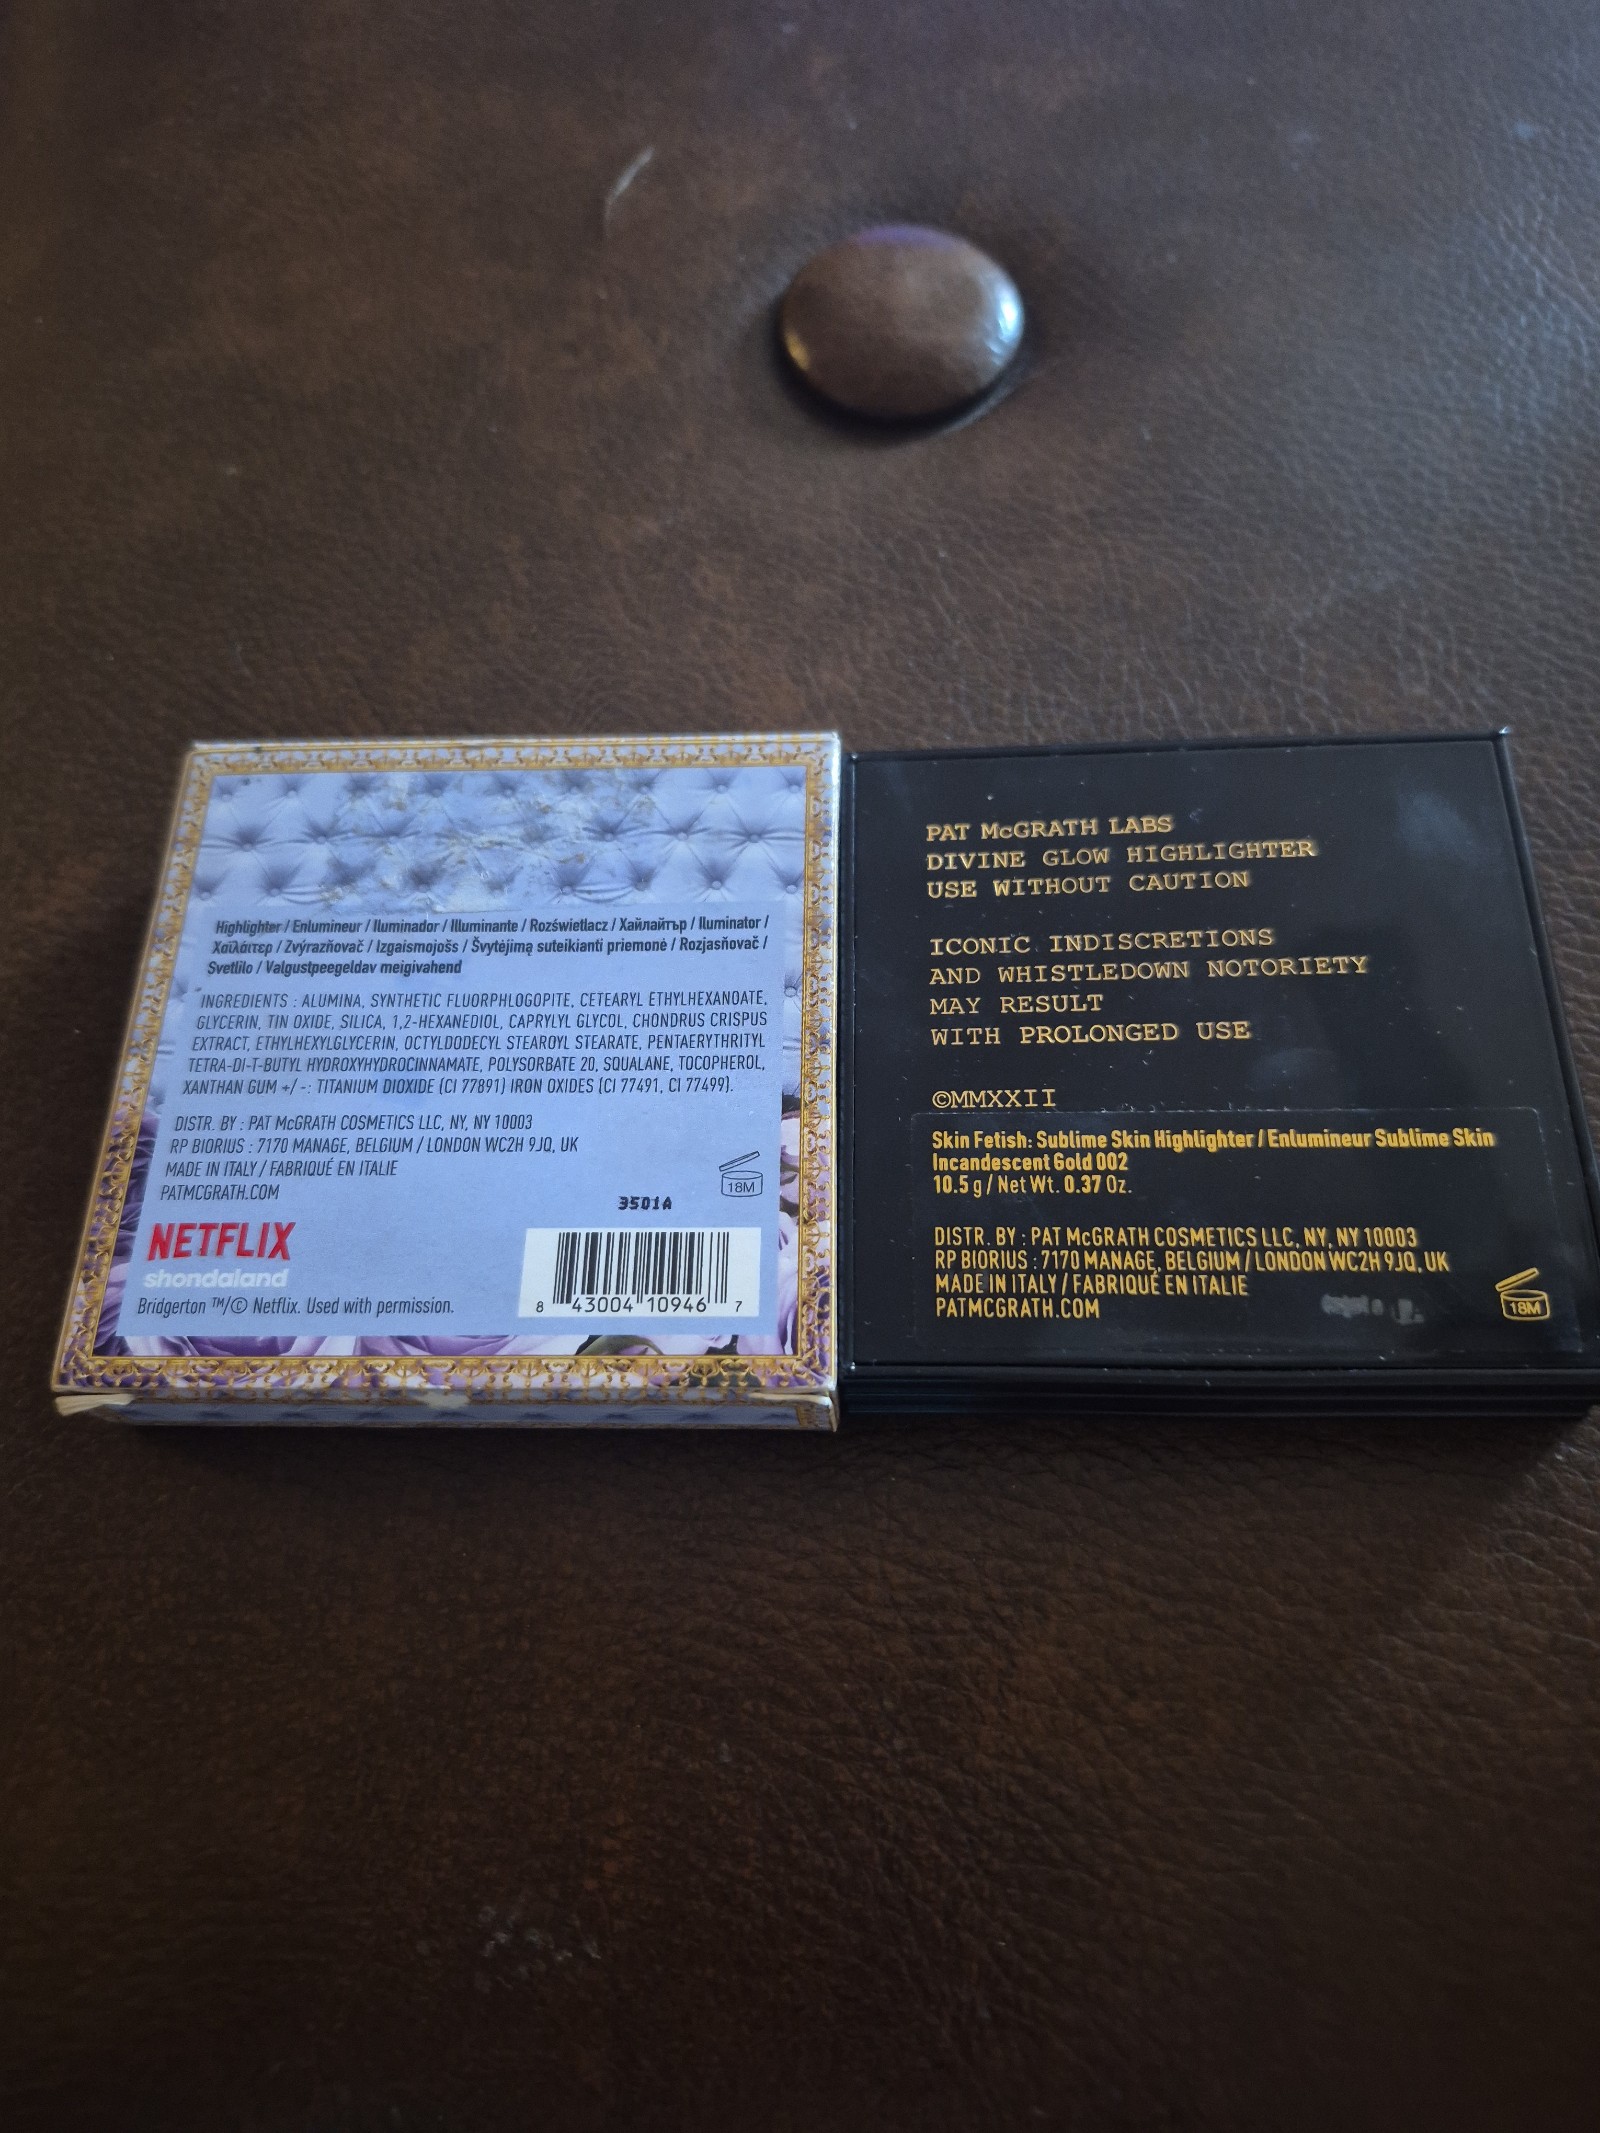 Highlighter / Enlumineur / Iluminador / Illuminante / Rozświetlacz / Хайлайтър / Iluminator /
Χαϊλάιτερ / Zvýrazňovač / Izgaismojošs / Švytėjimą suteikianti priemonė / Rozjasňovač /
Svetlilo / Valgustpeegeldav meigivahend
INGREDIENTS : ALUMINA, SYNTHETIC FLUORPHLOGOPITE, CETEARYL ETHYLHEXANOATE,
GLYCERIN, TIN OXIDE, SILICA, 1,2-HEXANEDIOL, CAPRYLYL GLYCOL, CHONDRUS CRISPUS
EXTRACT, ETHYLHEXYLGLYCERIN, OCTYLDODECYL STEAROYL STEARATE, PENTAERYTHRITYL
TETRA-DI-T-BUTYL HYDROXYHYDROCINNAMATE, POLYSORBATE 20, SQUALANE, TOCOPHEROL,
XANTHAN GUM +/-: TITANIUM DIOXIDE (CI 77891) IRON OXIDES (CI 77491, CI 77499).
DISTR. BY : PAT McGRATH COSMETICS LLC, NY, NY 10003
RP BIORIUS : 7170 MANAGE, BELGIUM / LONDON WC2H 9JQ, UK
MADE IN ITALY / FABRIQUÉ EN ITALIE
PATMCGRATH.COM
18M
3501A
NETFLIX
shondaland
Bridgerton ™/© Netflix. Used with permission.
8 43004 10946 7
PAT McGRATH LABS
DIVINE GLOW HIGHLIGHTER
USE WITHOUT CAUTION
ICONIC INDISCRETIONS
AND WHISTLEDOWN NOTORIETY
MAY RESULT
WITH PROLONGED USE
©MMXXII
Skin Fetish: Sublime Skin Highlighter / Enlumineur Sublime Skin
Incandescent Gold 002
10.5 g / Net Wt. 0.37 Oz.
DISTR. BY : PAT McGRATH COSMETICS LLC, NY, NY 10003
RP BIORIUS : 7170 MANAGE, BELGIUM / LONDON WC2H 9JQ, UK
MADE IN ITALY / FABRIQUÉ EN ITALIE
PATMCGRATH.COM
18M